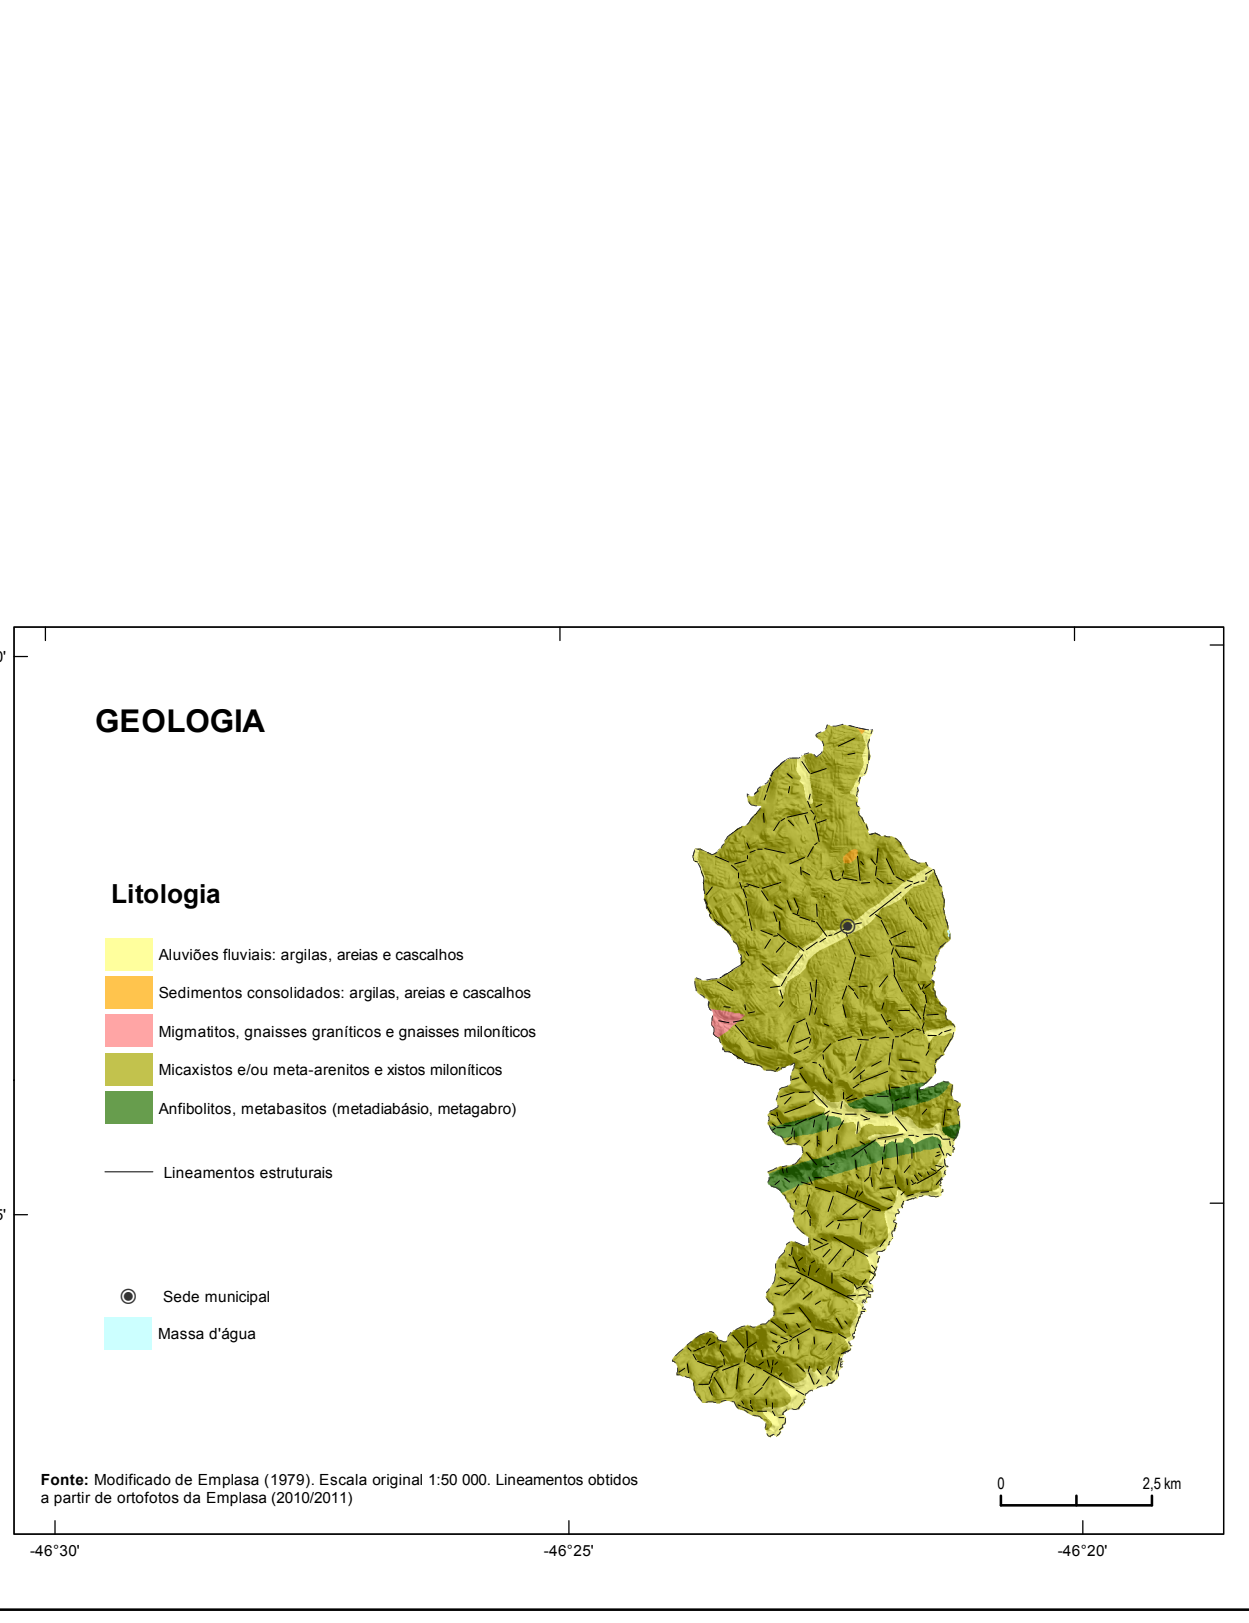 0'
GEOLOGIA
Litologia
Aluviões fluviais: argilas, areias e cascalhos
Sedimentos consolidados: argilas, areias e cascalhos
Migmatitos, gnaisses graníticos e gnaisses miloníticos
Micaxistos e/ou meta-arenitos e xistos miloníticos
Anfibolitos, metabasitos (metadiabásio, metagabro)
Lineamentos estruturais
5'
Sede municipal
Massa d'água
Fonte: Modificado de Emplasa (1979). Escala original 1:50 000. Lineamentos obtidos
a partir de ortofotos da Emplasa (2010/2011)
0 2,5 km
-46°30' -46°25' -46°20'